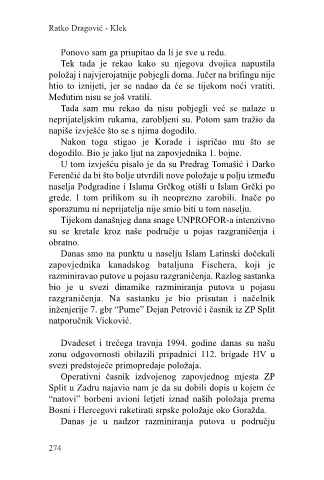 Ratko Dragović - Klek
Ponovo sam ga priupitao da li je sve u redu.
Tek tada je rekao kako su njegova dvojica napustila
položaj i najvjerojatnije pobjegli doma. Jučer na brifingu nije
htio to iznijeti, jer se nadao da će se tijekom noći vratiti.
Međutim nisu se još vratili.
Tada sam mu rekao da nisu pobjegli već se nalaze u
neprijateljskim rukama, zarobljeni su. Potom sam tražio da
napiše izvješće što se s njima dogodilo.
Nakon toga stigao je Korade i ispričao mu što se
dogodilo. Bio je jako ljut na zapovjednika 1. bojne.
U tom izvješću pisalo je da su Predrag Tomašić i Darko
Ferenčić da bi što bolje utvrdili nove položaje u polju između
naselja Podgradine i Islama Grčkog otišli u Islam Grčki po
grede. I tom prilikom su ih neoprezno zarobili. Inače po
sporazumu ni neprijatelja nije smio biti u tom naselju.
Tijekom današnjeg dana snage UNPROFOR-a intenzivno
su se kretale kroz naše područje u pojas razgraničenja i
obratno.
Danas smo na punktu u naselju Islam Latinski dočekali
zapovjednika kanadskog bataljuna Fischera, koji je
razminiravao putove u pojasu razgraničenja. Razlog sastanka
bio je u svezi dinamike razminiranja putova u pojasu
razgraničenja. Na sastanku je bio prisutan i načelnik
inženjerije 7. gbr "Pume" Dejan Petrović i časnik iz ZP Split
natporučnik Vicković.
Dvadeset i trećega travnja 1994. godine danas su našu
zonu odgovornosti obilazili pripadnici 112. brigade HV u
svezi predstojeće primopredaje položaja.
Operativni časnik izdvojenog zapovjednog mjesta ZP
Split u Zadru najavio nam je da su dobili dopis u kojem će
"natovi" borbeni avioni letjeti iznad naših položaja prema
Bosni i Hercegovi raketirati srpske položaje oko Goražda.
Danas je u nadzor razminiranja putova u području
274